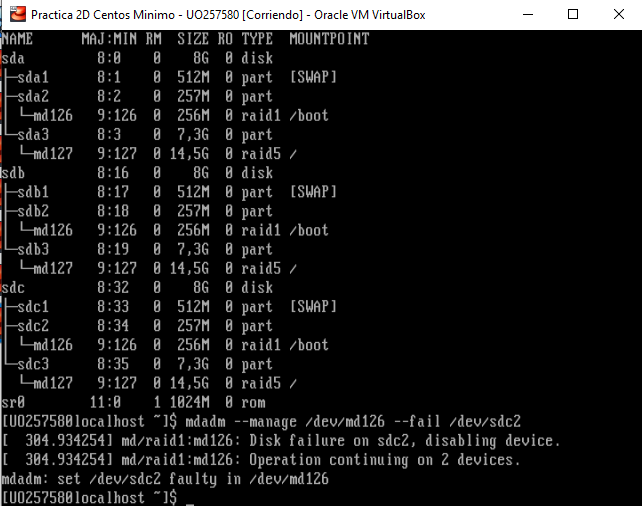 Practica 2D Centos Minimo - UO257580 [Corriendo] - Oracle VM VirtualBox
NAME MAJ:MIN RM SIZE RO TYPE MOUNTPOINT
sda 8:0 0 8G 0 disk
├─sda1 8:1 0 512M 0 part [SWAP]
├─sda2 8:2 0 257M 0 part
│ └─md126 9:126 0 256M 0 raid1 /boot
└─sda3 8:3 0 7,3G 0 part
  └─md127 9:127 0 14,5G 0 raid5 /
sdb 8:16 0 8G 0 disk
├─sdb1 8:17 0 512M 0 part [SWAP]
├─sdb2 8:18 0 257M 0 part
│ └─md126 9:126 0 256M 0 raid1 /boot
└─sdb3 8:19 0 7,3G 0 part
  └─md127 9:127 0 14,5G 0 raid5 /
sdc 8:32 0 8G 0 disk
├─sdc1 8:33 0 512M 0 part [SWAP]
├─sdc2 8:34 0 257M 0 part
│ └─md126 9:126 0 256M 0 raid1 /boot
└─sdc3 8:35 0 7,3G 0 part
  └─md127 9:127 0 14,5G 0 raid5 /
sr0 11:0 1 1024M 0 rom
[UO257580localhost ~]$ mdadm --manage /dev/md126 --fail /dev/sdc2
[ 304.934254] md/raid1:md126: Disk failure on sdc2, disabling device.
[ 304.934254] md/raid1:md126: Operation continuing on 2 devices.
mdadm: set /dev/sdc2 faulty in /dev/md126
[UO257580localhost ~]$ _